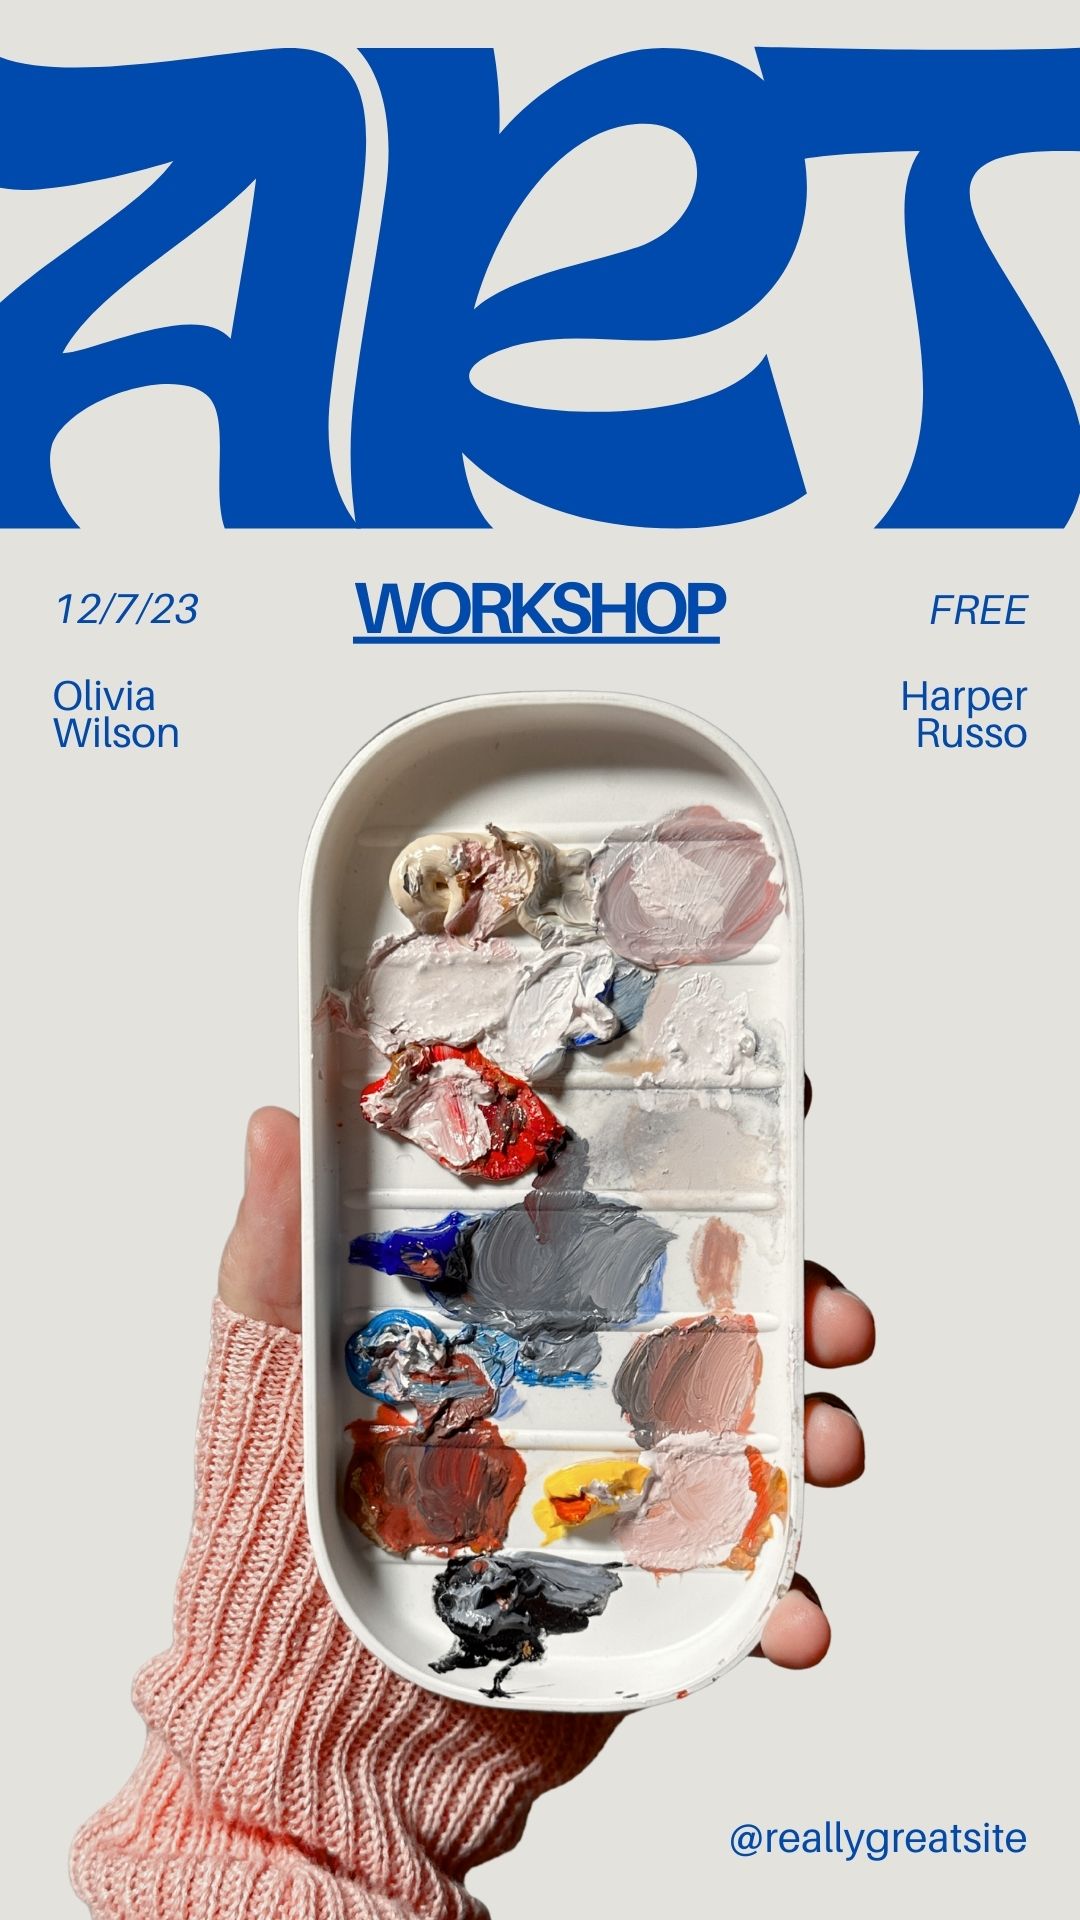 ART
12/7/23
WORKSHOP
FREE
Olivia
Wilson
Harper
Russo
@reallygreatsite